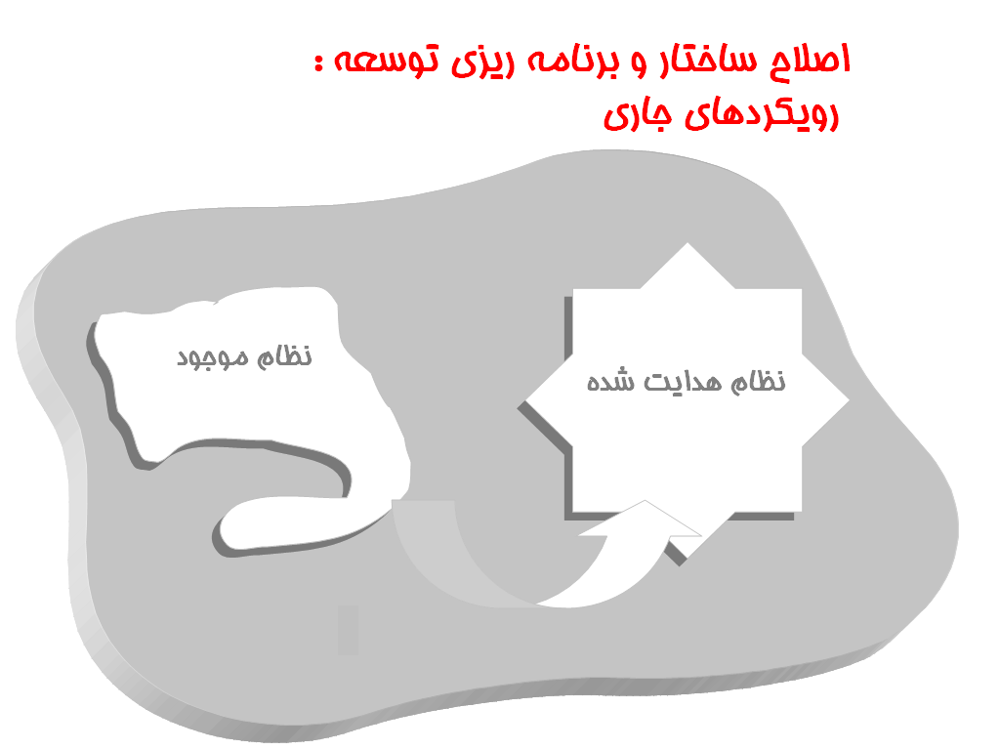 اصلاح ساختار و برنامه ریزی توسعه :
رویکردهای جاری
نظام موجود
نظام هدایت شده